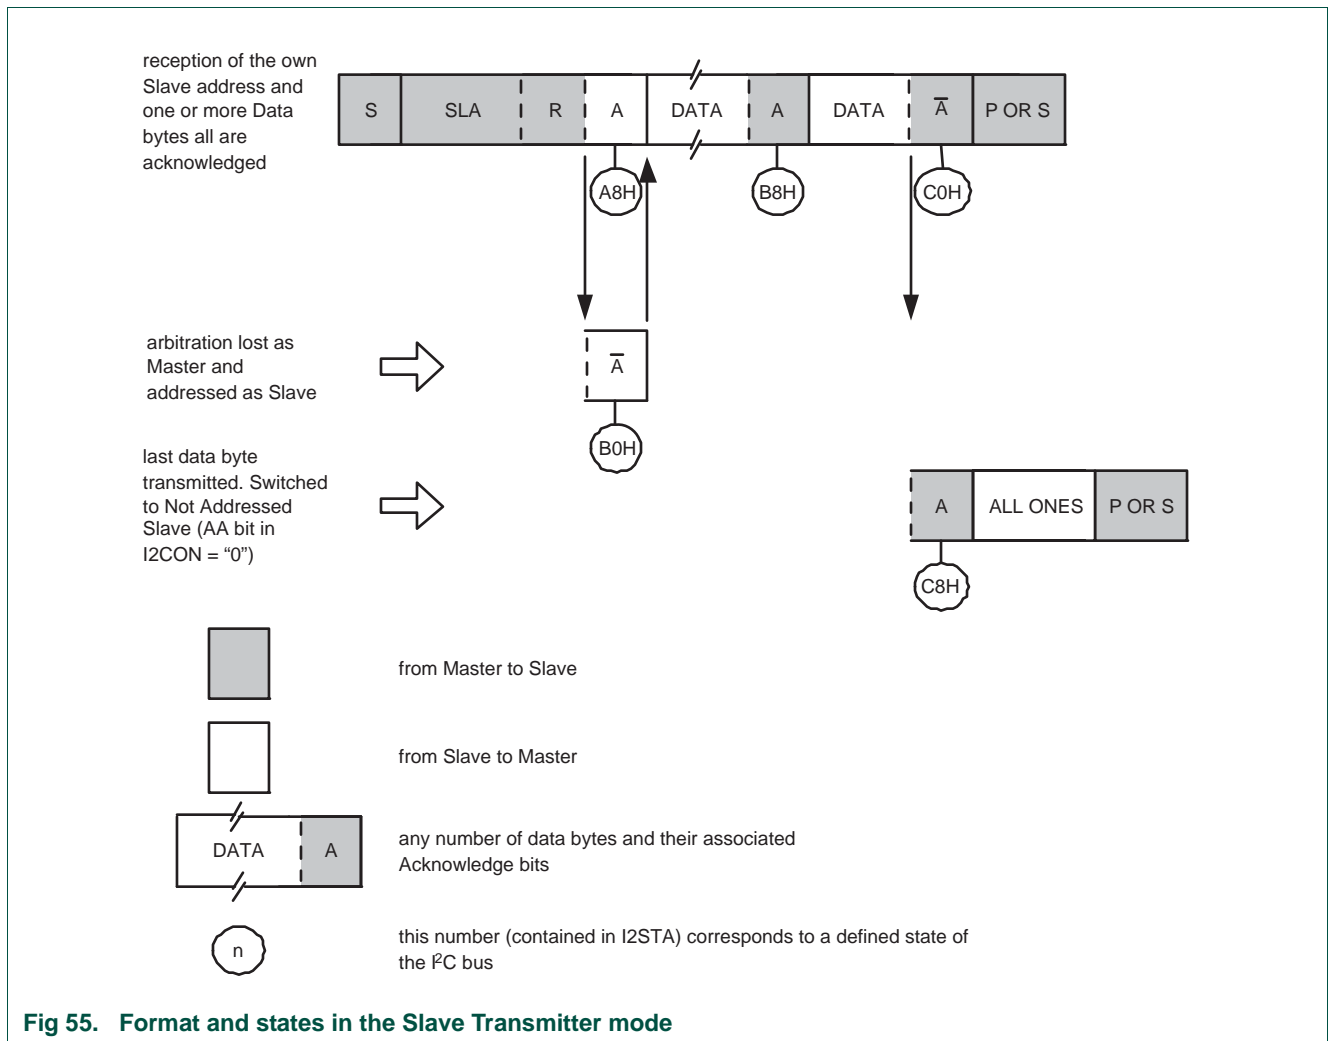 reception of the own
Slave address and
one or more Data
bytes all are
acknowledged
S SLA R A DATA A DATA A̅ P OR S
A8H B8H C0H
arbitration lost as
Master and
addressed as Slave
A̅
B0H
last data byte
transmitted. Switched
to Not Addressed
Slave (AA bit in
I2CON = “0”)
A ALL ONES P OR S
C8H
from Master to Slave
from Slave to Master
DATA A
any number of data bytes and their associated
Acknowledge bits
n
this number (contained in I2STA) corresponds to a defined state of
the I²C bus
Fig 55. Format and states in the Slave Transmitter mode